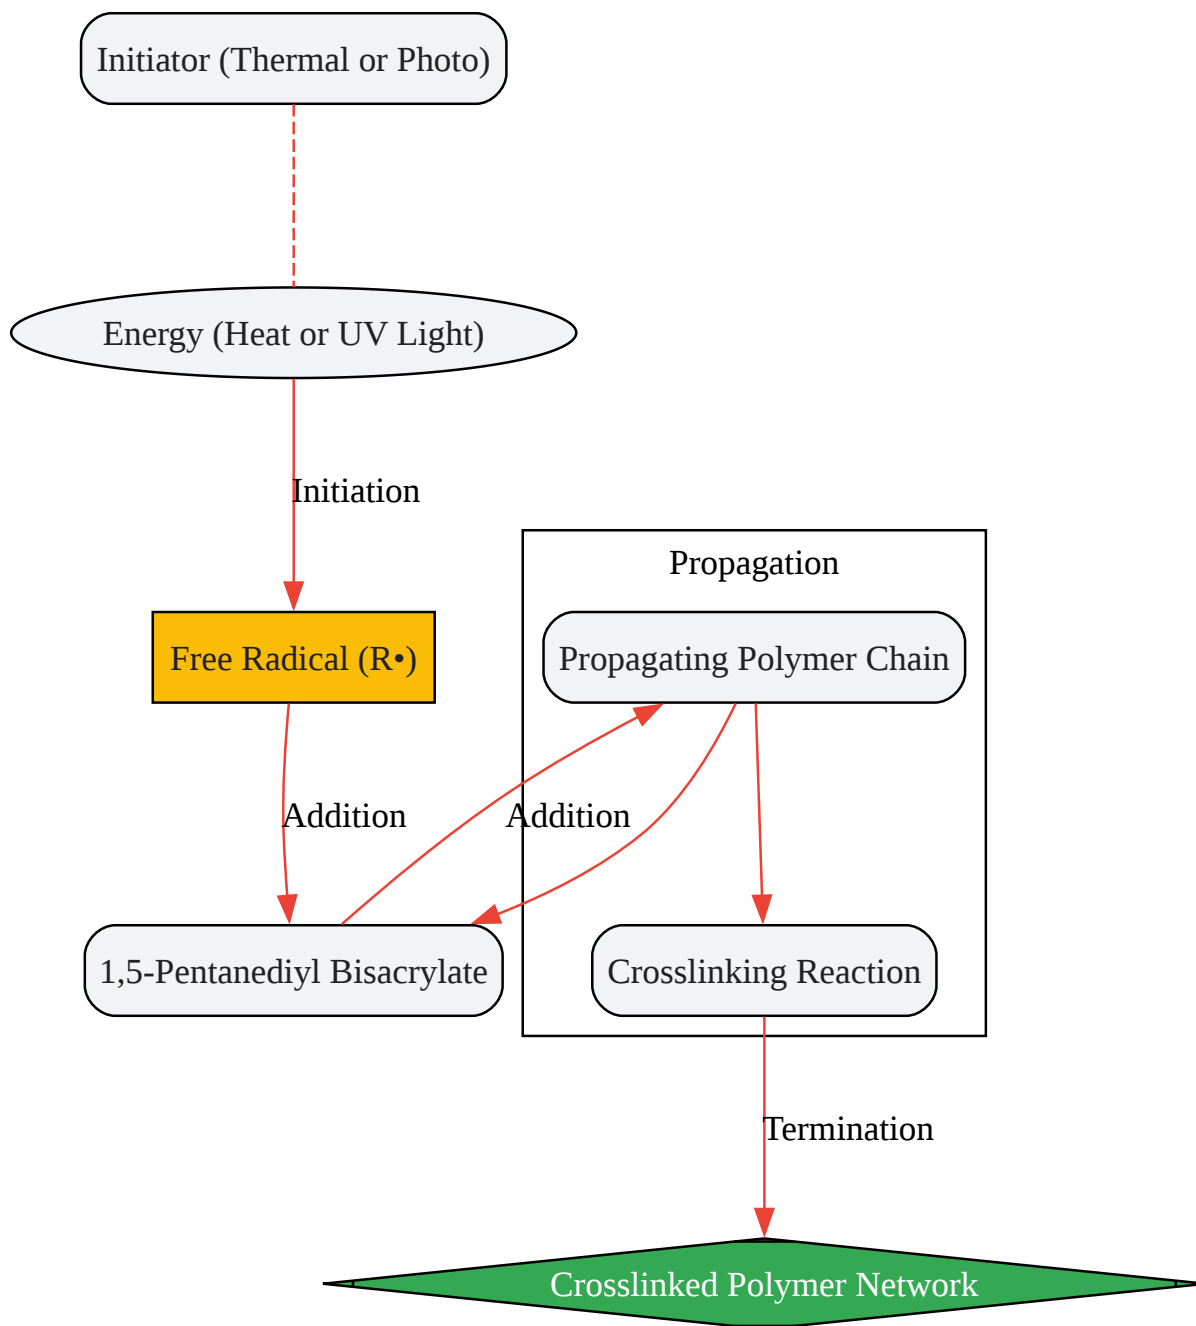 Initiator (Thermal or Photo)
Energy (Heat or UV Light)
Initiation
Propagation
Free Radical (R•)
Propagating Polymer Chain
Addition
Addition
1,5-Pentanediyl Bisacrylate
Crosslinking Reaction
Termination
Crosslinked Polymer Network